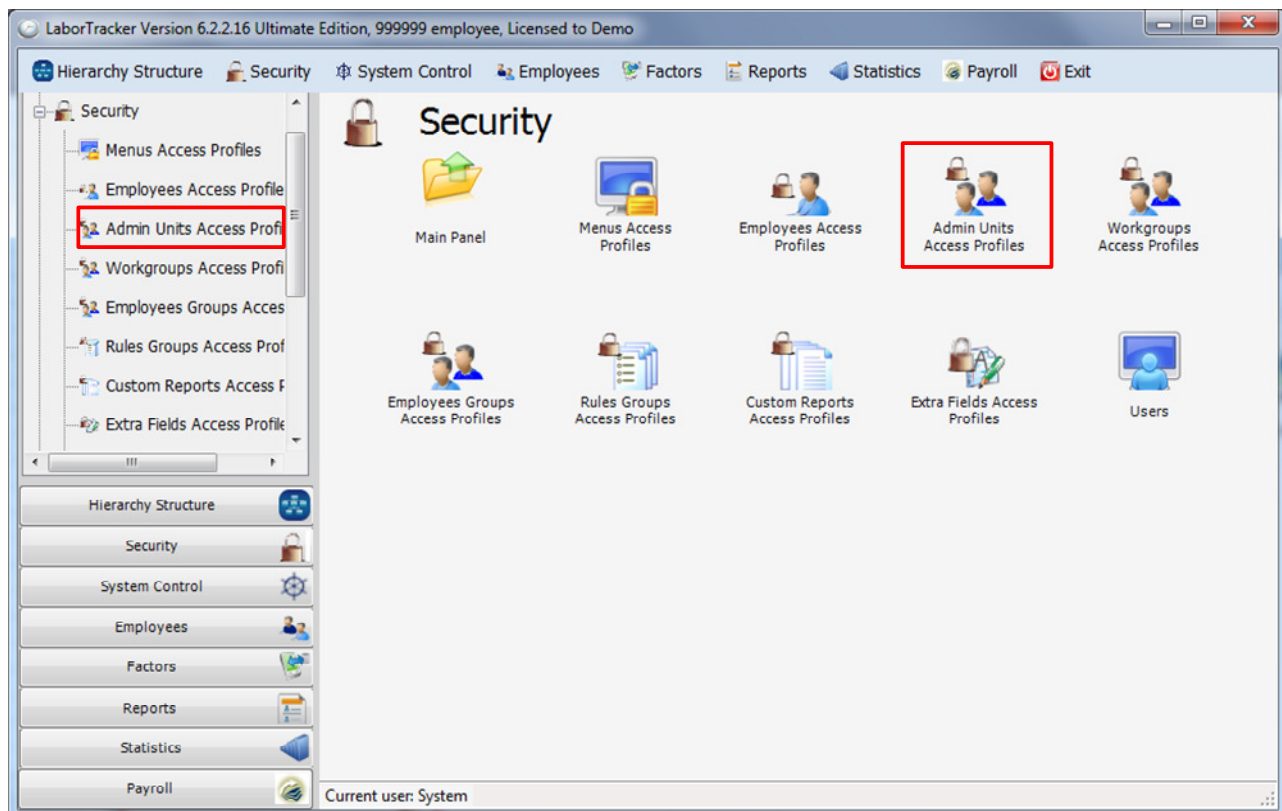 LaborTracker Version 6.2.2.16 Ultimate Edition, 999999 employee, Licensed to Demo
Hierarchy Structure Security System Control Employees Factors Reports Statistics Payroll Exit
Security
Menus Access Profiles
Employees Access Profile
Admin Units Access Profi
Workgroups Access Profi
Employees Groups Acces
Rules Groups Access Prof
Custom Reports Access P
Extra Fields Access Profile
Hierarchy Structure
Security
System Control
Employees
Factors
Reports
Statistics
Payroll
Security
Main Panel
Menus Access
Profiles
Employees Access
Profiles
Admin Units
Access Profiles
Workgroups
Access Profiles
Employees Groups
Access Profiles
Rules Groups
Access Profiles
Custom Reports
Access Profiles
Extra Fields Access
Profiles
Users
Current user: System